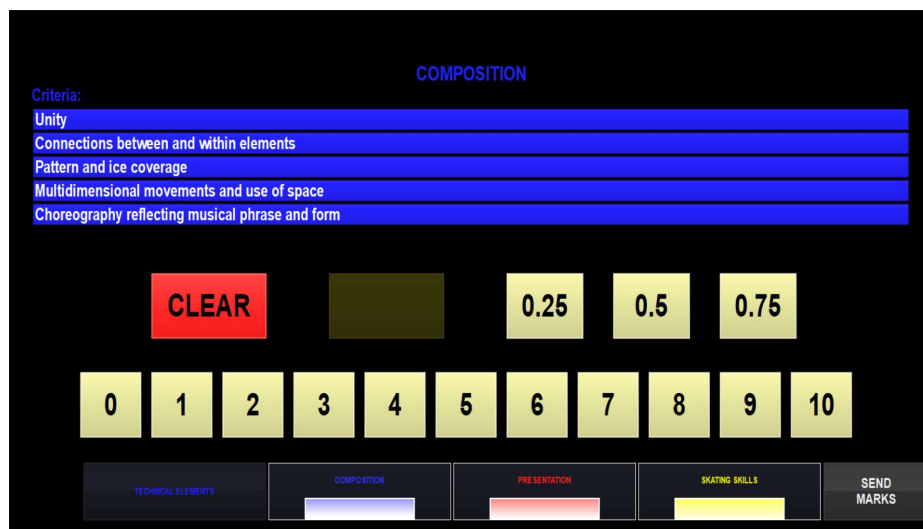 COMPOSITION
Criteria:
Unity
Connections between and within elements
Pattern and ice coverage
Multidimensional movements and use of space
Choreography reflecting musical phrase and form
CLEAR 0.25 0.5 0.75
0 1 2 3 4 5 6 7 8 9 10
TECHNICAL ELEMENTS COMPOSITION PRESENTATION SKATING SKILLS SEND
MARKS